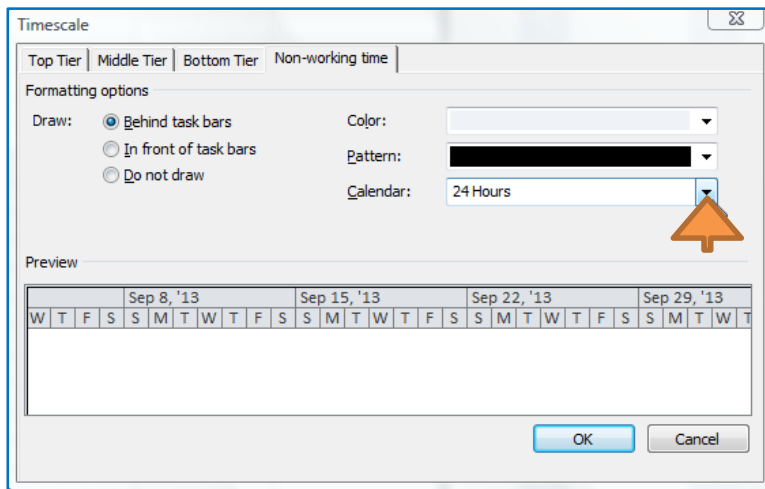 Timescale
Top Tier Middle Tier Bottom Tier Non-working time
Formatting options
Draw: Behind task bars Color:
In front of task bars Pattern:
Do not draw Calendar: 24 Hours
Preview
Sep 8, '13 Sep 15, '13 Sep 22, '13 Sep 29, '13
W T F S S M T W T F S S M T W T F S S M T W T F S S M T W T
OK Cancel